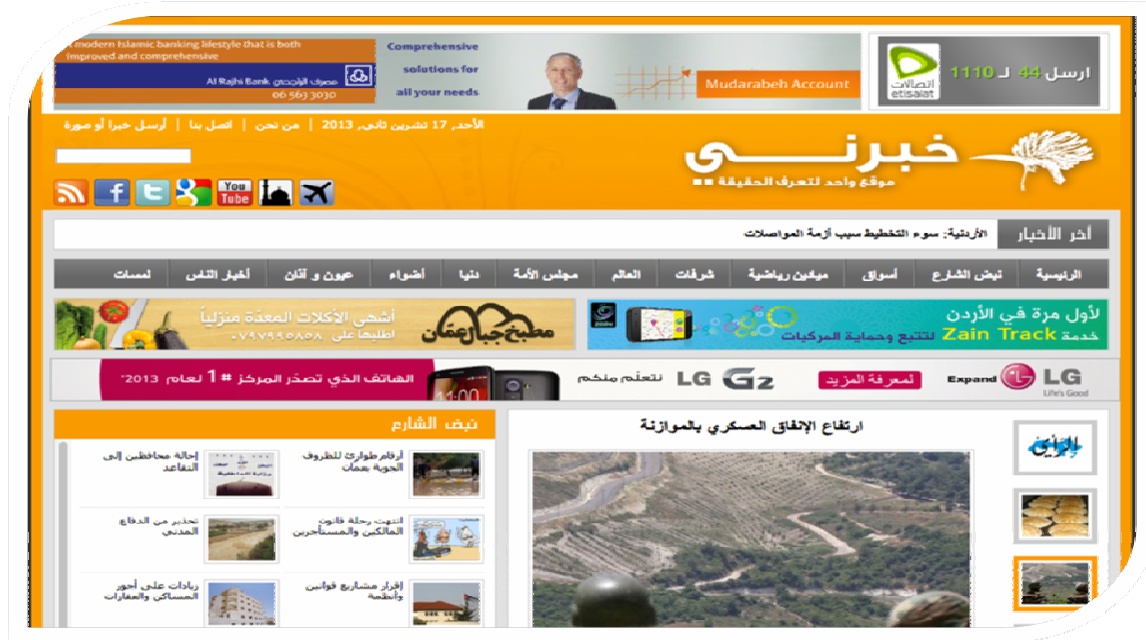 modern Islamic banking lifestyle that is both
improved and comprehensive
مصرف الراجحي Al Rajhi Bank
06 563 3030
Comprehensive
solutions for
all your needs
Mudarabeh Account
اتصالات
etisalat
ارسل 44 لـ 1110
الأحد, 17 تشرين ثاني, 2013 | من نحن | اتصل بنا | أرسل خبرا أو صورة
خبرني
موقع واحد لتعرف الحقيقة
You
Tube
آخر الأخبار
الأردنية: سوء التخطيط سبب أزمة المواصلات
الرئيسية
نبض الشارع
أسواق
ميادين رياضية
شرفات
العالم
مجلس الأمة
دنيا
أضواء
عيون و آذان
أخبار الناس
لمسات
لأول مرة في الأردن
خدمة Zain Track لتتبع وحماية المركبات
مطبخ جبل عمّان
أشهى الأكلات المعدّة منزلياً
اطلبها على ٠٧٩٧٩٩٥٨٥٨
LG
Life's Good
Expand
لمعرفة المزيد
LG G2
لنتعلّم منكم
11:00
الهاتف الذي تصدّر المركز #1 لعام 2013*
نبض الشارع
أرقام طوارئ للظروف
الجوية بعمان
إحالة محافظين إلى
التقاعد
انتهت رحلة قانون
المالكين والمستأجرين
تحذير من الدفاع
المدني
إقرار مشاريع قوانين
وأنظمة
زيادات على أجور
المساكن والعقارات
ارتفاع الإنفاق العسكري بالموازنة
الرأي